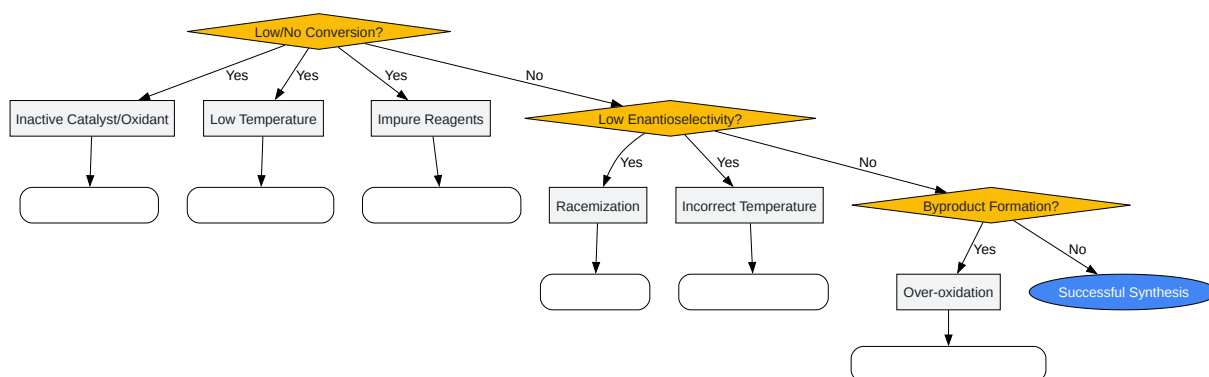 Low/No Conversion?
Yes
Yes
Yes
No
Inactive Catalyst/Oxidant
Low Temperature
Impure Reagents
Low Enantioselectivity?
Yes
Yes
No
Racemization
Incorrect Temperature
Byproduct Formation?
Yes
No
Over-oxidation
Successful Synthesis